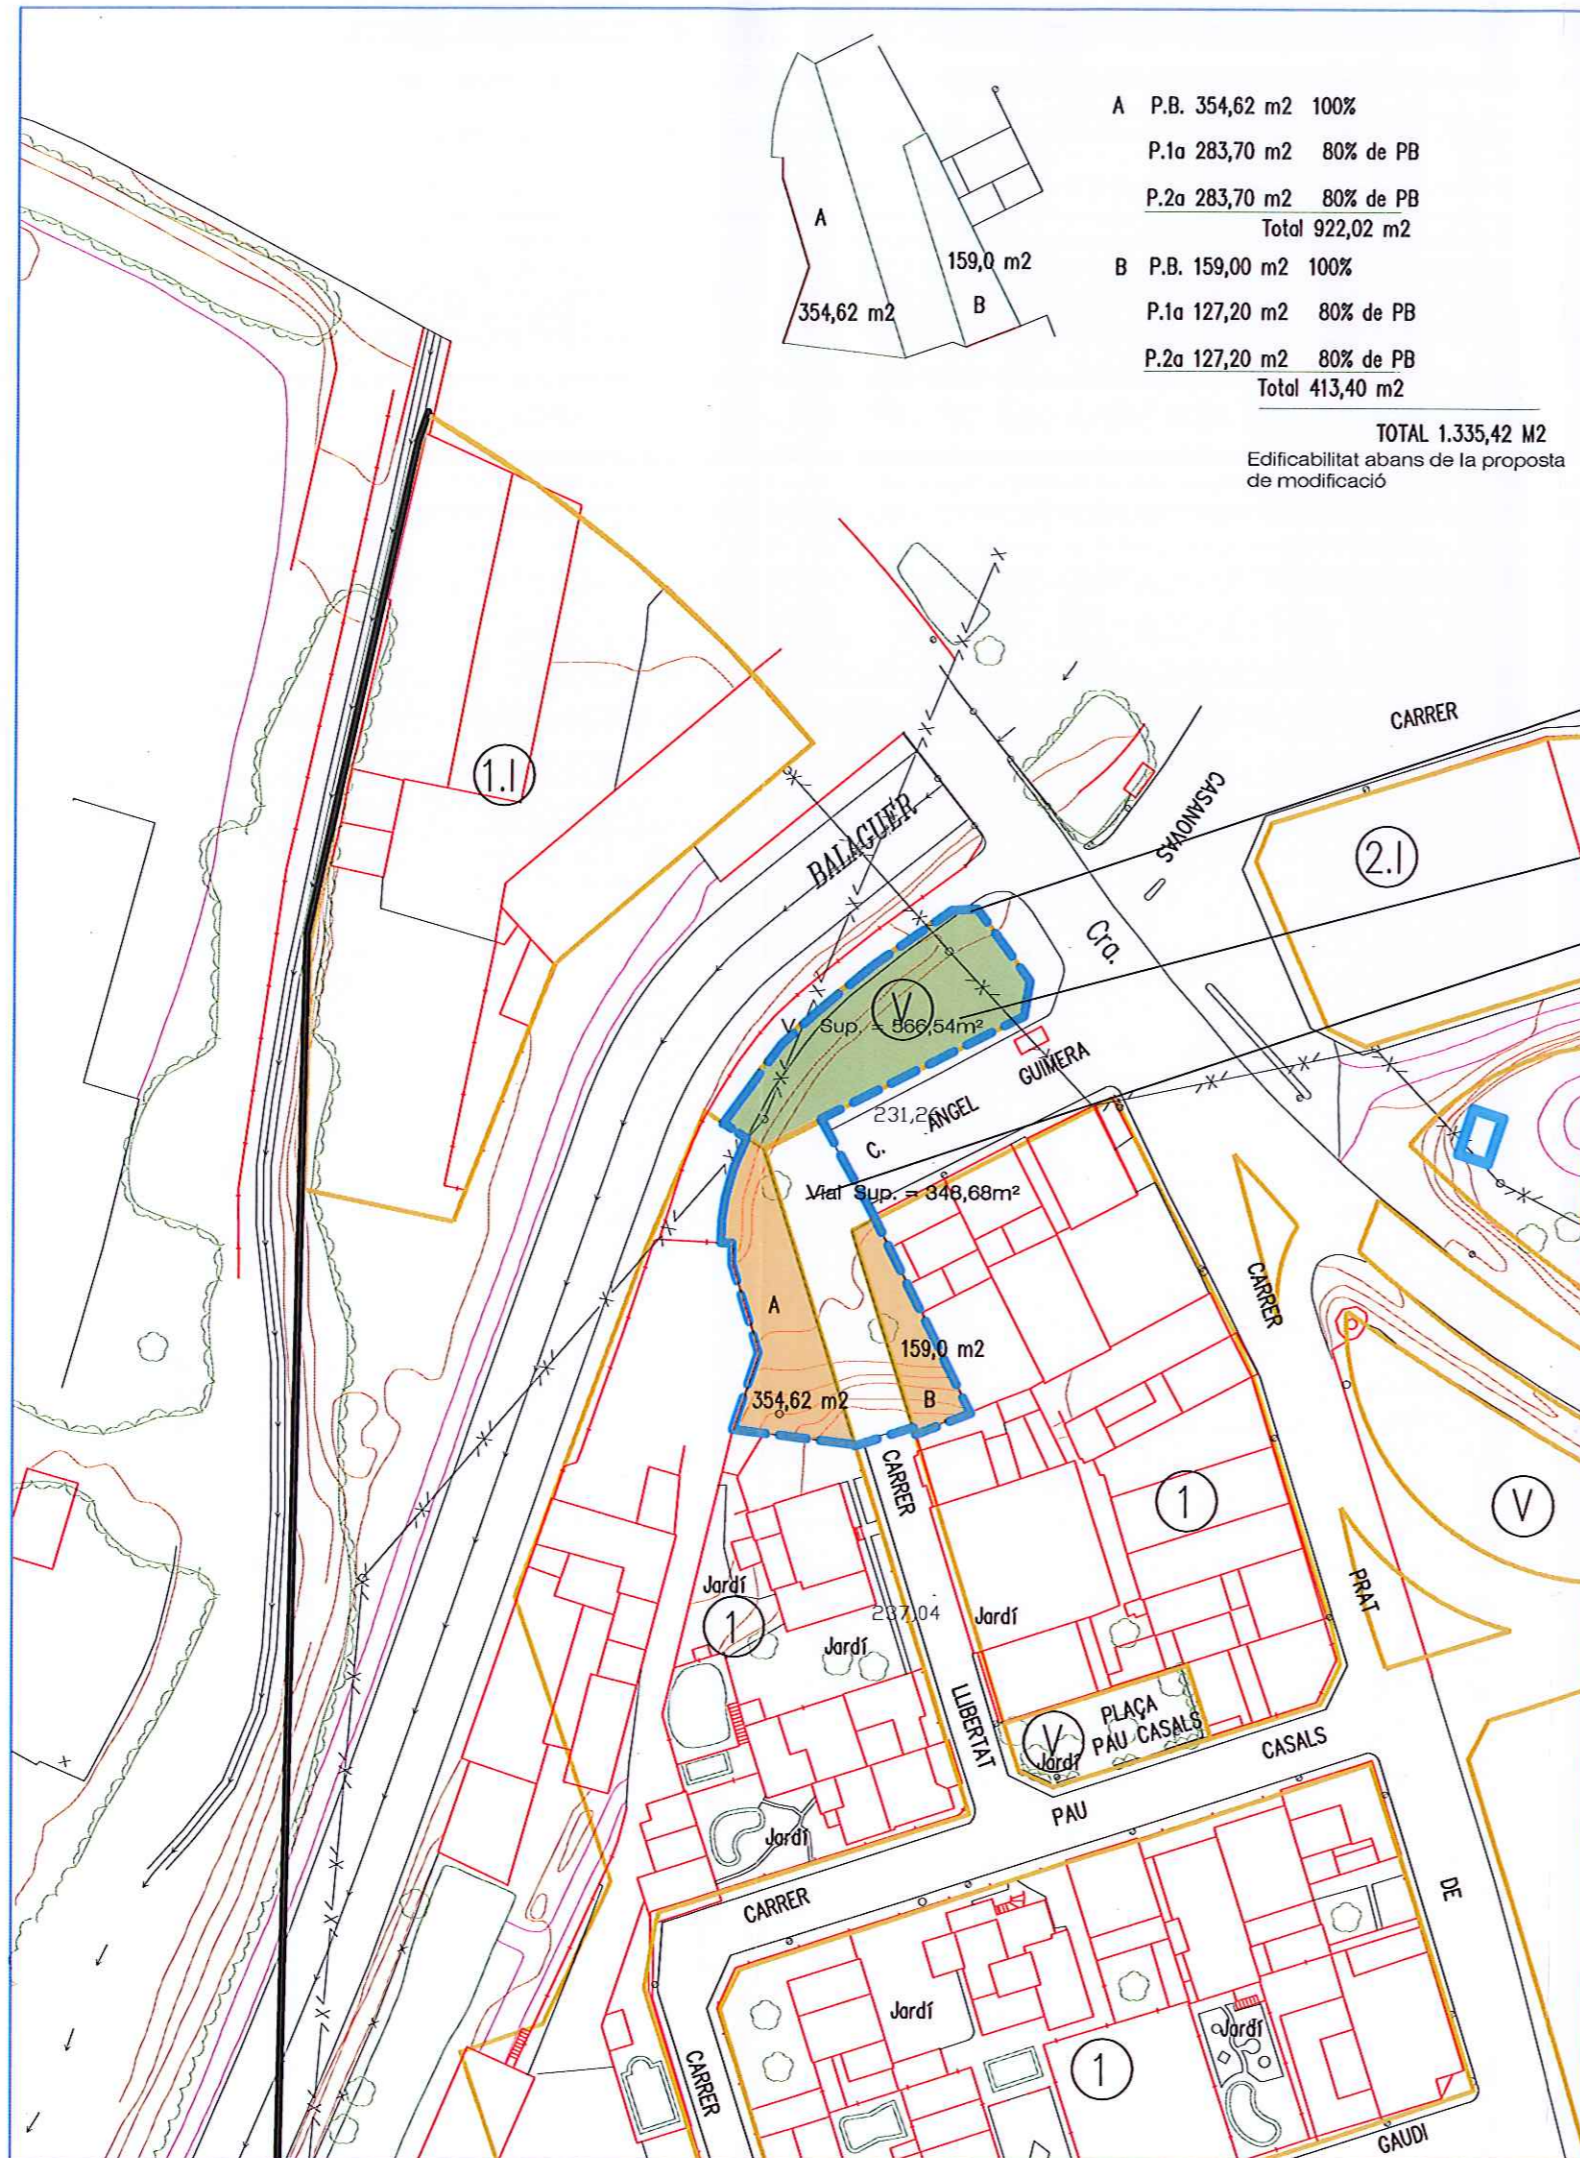 A P.B. 354,62 m2 100%
P.1a 283,70 m2 80% de PB
P.2a 283,70 m2 80% de PB
Total 922,02 m2
B P.B. 159,00 m2 100%
P.1a 127,20 m2 80% de PB
P.2a 127,20 m2 80% de PB
Total 413,40 m2
TOTAL 1.335,42 M2
Edificabilitat abans de la proposta
de modificació
A
159,0 m2
354,62 m2
B
CARRER
1.I
CASANOVAS
BALAGUER
2.I
Cra.
V
V. Sup. = 566,54m²
GUIMERA
231,26
C. ANGEL
Vial Sup. = 348,68m²
CARRER
A
159,0 m2
354,62 m2
B
CARRER
1
V
Jardí
PRAT
1
237,04
Jardí
Jardí
LLIBERTAT
PLAÇA
V
PAU CASALS
Jardí
CASALS
PAU
Jardí
DE
CARRER
Jardí
Jardí
1
CARRER
GAUDI